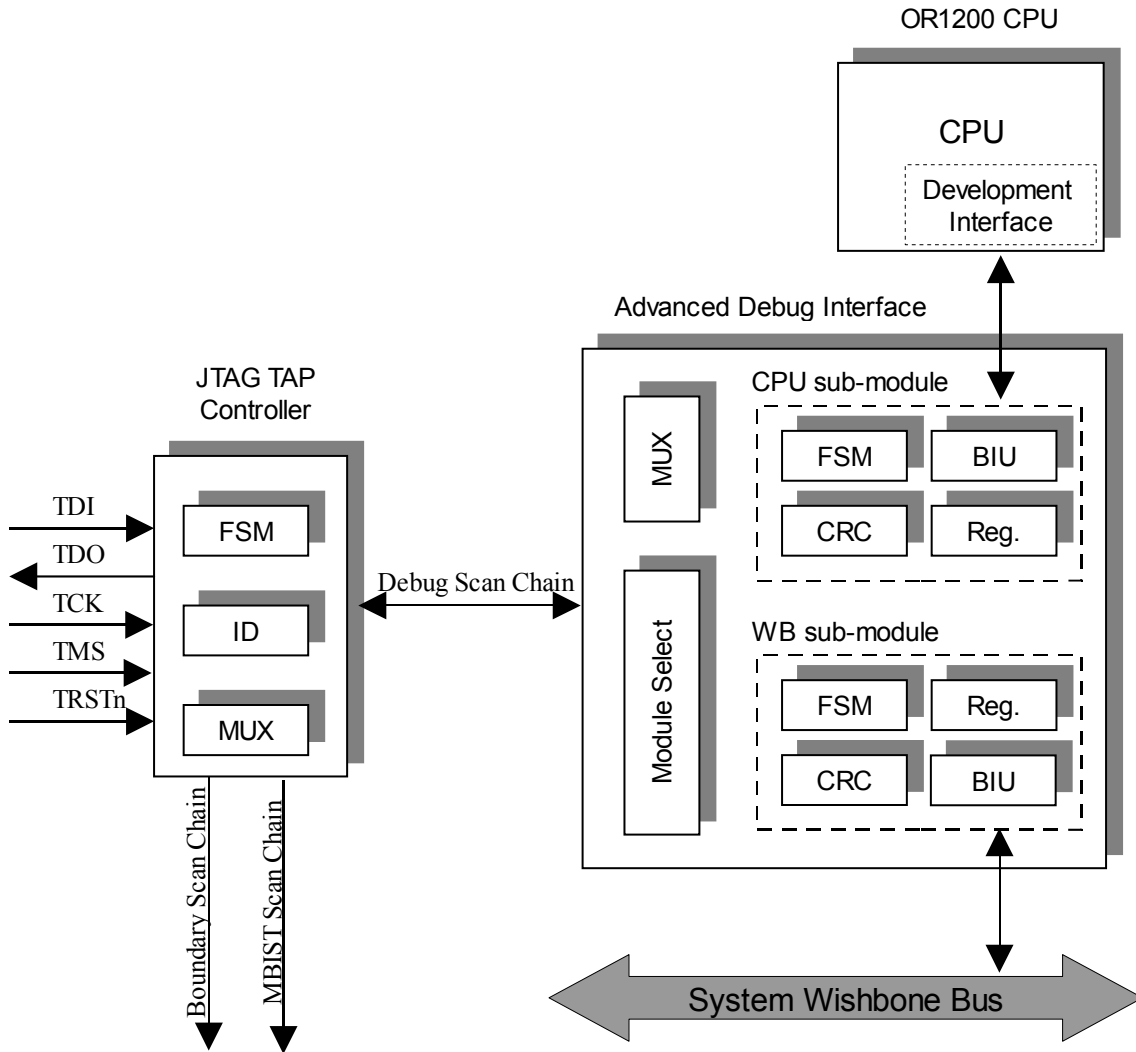 OR1200 CPU
CPU
Development
Interface
Advanced Debug Interface
JTAG TAP
Controller
TDI
TDO
TCK
TMS
TRSTn
FSM
ID
MUX
Debug Scan Chain
Boundary Scan Chain
MBIST Scan Chain
MUX
Module Select
CPU sub-module
FSM
BIU
CRC
Reg.
WB sub-module
FSM
Reg.
CRC
BIU
System Wishbone Bus